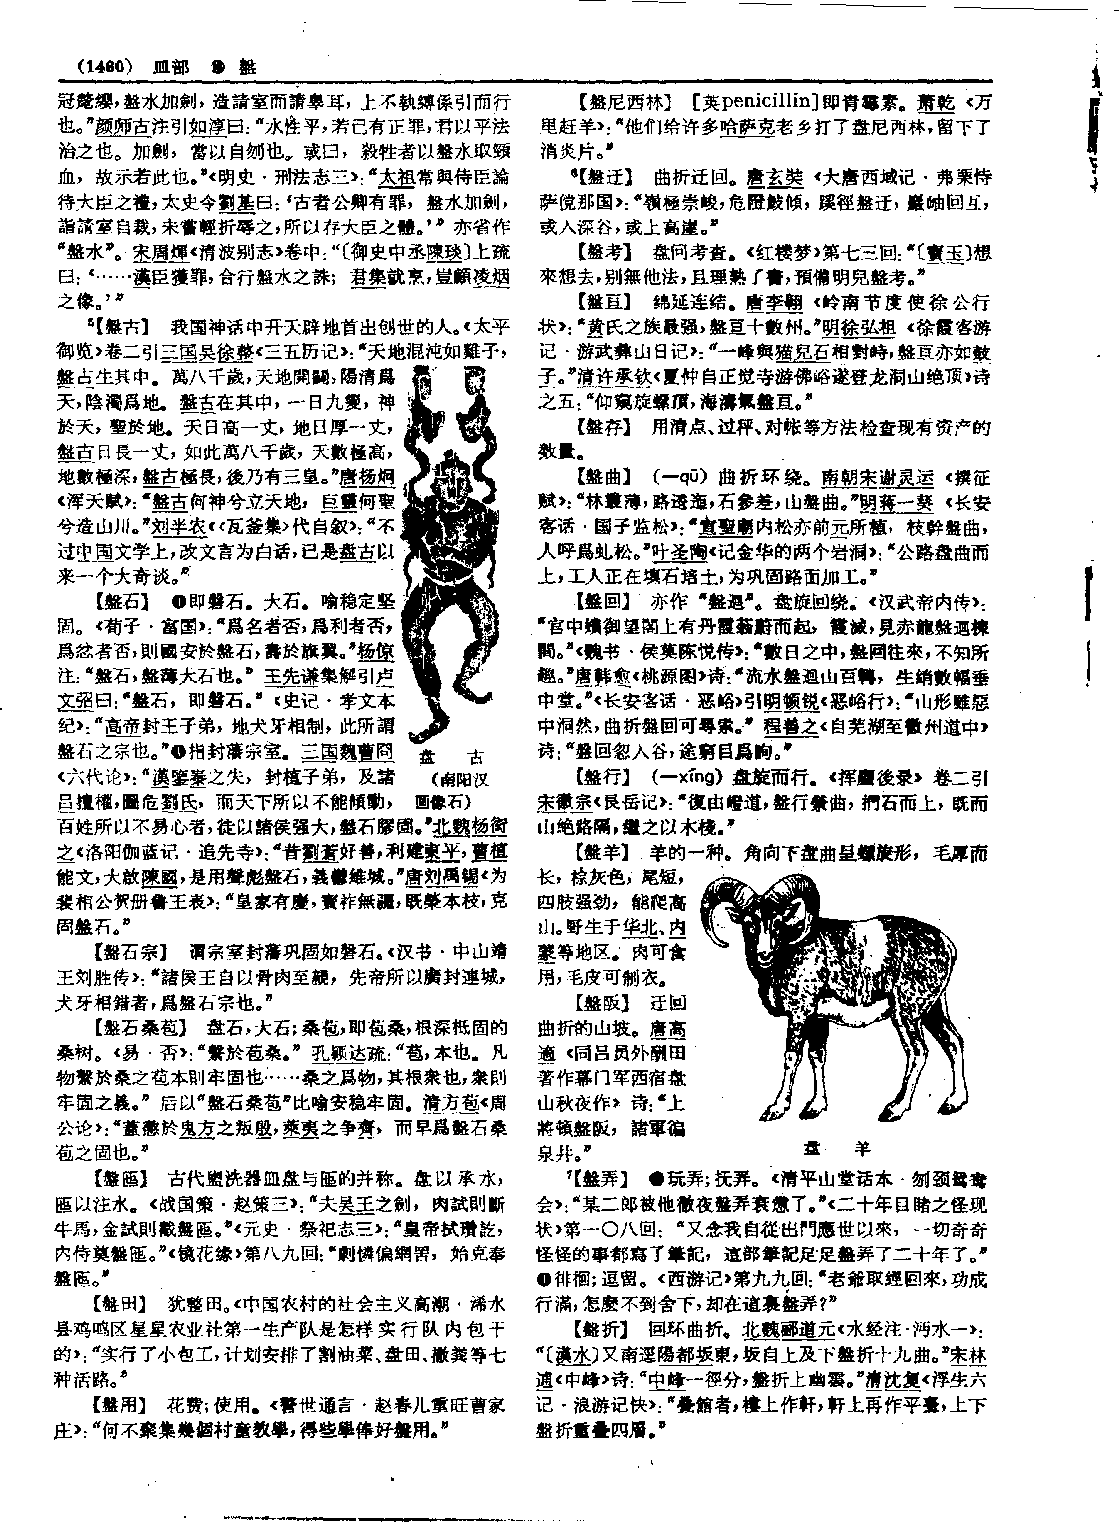 (1460) 皿部 ⑩ 盤
冠氂纓，盤水加劍，造請室而請辠耳，上不執縛係引而行
也。”颜师古注引如淳曰：“水性平，若已有正罪，君以平法
治之也。加劍，當以自刎也。或曰，殺牲者以盤水取頸
血，故示若此也。”《明史·刑法志三》：“太祖常與侍臣論
待大臣之禮，太史令劉基曰：‘古者公卿有罪，盤水加劍，
詣請室自裁，未嘗輕折辱之，所以存大臣之體。’”亦省作
“盤水”。宋周煇《清波别志》卷中：“〔御史中丞陳琰〕上疏
曰：‘……漢臣獲罪，合行盤水之誅；君集就烹，豈顧凌烟
之像。’”
⁵【盤古】 我国神话中开天辟地首出创世的人。《太平
御览》卷二引三国吴徐整《三五历记》：“天地混沌如雞子，
盤古生其中。萬八千歲，天地開闢，陽清爲
天，陰濁爲地。盤古在其中，一日九變，神
於天，聖於地。天日高一丈，地日厚一丈，
盤古日長一丈，如此萬八千歲，天數極高，
地數極深，盤古極長，後乃有三皇。”唐杨炯
《浑天赋》：“盤古何神兮立天地，巨靈何聖
兮造山川。”刘半农《〈瓦釜集〉代自叙》：“不
过中国文学上，改文言为白话，已是盘古以
来一个大奇谈。”
【盤石】 ❶即磐石。大石。喻稳定坚
固。《荀子·富国》：“爲名者否，爲利者否，
爲忿者否，則國安於盤石，壽於旗翼。”杨倞
注：“盤石，盤薄大石也。”王先谦集解引卢
文弨曰：“盤石，即磐石。”《史记·孝文本
纪》：“高帝封王子弟，地犬牙相制，此所謂
盤石之宗也。”❷指封藩宗室。三国魏曹冏
《六代论》：“漢鑒秦之失，封植子弟，及諸
吕擅權，圖危劉氏，而天下所以不能傾動，
百姓所以不易心者，徒以諸侯强大，盤石膠固。”北魏杨衒
之《洛阳伽蓝记·追先寺》：“昔劉蒼好善，利建東平，曹植
能文，大啟陳國，是用聲彪盤石，義鬱維城。”唐刘禹锡《为
裴相公贺册鲁王表》：“皇家有慶，寶祚無疆，既榮本枝，克
固盤石。”
【盤石宗】 谓宗室封藩巩固如磐石。《汉书·中山靖
王刘胜传》：“諸侯王自以骨肉至親，先帝所以廣封連城，
犬牙相錯者，爲盤石宗也。”
【盤石桑苞】 盘石，大石；桑苞，即苞桑，根深柢固的
桑树。《易·否》：“繫於苞桑。”孔颖达疏：“苞，本也。凡
物繫於桑之苞本則牢固也……桑之爲物，其根衆也，衆則
牢固之義。”后以“盤石桑苞”比喻安稳牢固。清方苞《周
公论》：“蓋懲於鬼方之叛殷，萊夷之争齊，而早爲盤石桑
苞之固也。”
【盤匜】 古代盥洗器皿盘与匜的并称。盘以承水，
匜以注水。《战国策·赵策三》：“夫吴干之劍，肉試則斷
牛馬，金試則截盤匜。”《元史·祭祀志三》：“皇帝拭瓚訖，
内侍奠盤匜。”《镜花缘》第八九回：“劇憐偏網罟，始克奉
盤匜。”
【盤田】 犹整田。《中国农村的社会主义高潮·浠水
县鸡鸣区星星农业社第一生产队是怎样实行队内包干
的》：“实行了小包工，计划安排了割油菜、盘田、撒粪等七
种活路。”
【盤用】 花费；使用。《警世通言·赵春儿重旺曹家
庄》：“何不聚集幾個村童教學，得些學俸好盤用。”
盘 古
（南阳汉
画像石）
【盤尼西林】 [英penicillin]即青霉素。萧乾《万
里赶羊》：“他们给许多哈萨克老乡打了盘尼西林，留下了
消炎片。”
⁶【盤迂】 曲折迂回。唐玄奘《大唐西域记·弗栗恃
萨傥那国》：“嶺極崇峻，危隥攲傾，蹊徑盤迂，巖岫回互，
或入深谷，或上高崖。”
【盤考】 盘问考查。《红楼梦》第七三回：“〔寶玉〕想
來想去，别無他法，且理熟了書，預備明兒盤考。”
【盤亙】 绵延连结。唐李翱《岭南节度使徐公行
状》：“黄氏之族最强，盤亙十數州。”明徐弘祖《徐霞客游
记·游武彝山日记》：“一峰與猫兒石相對峙，盤亙亦如鼓
子。”清许承钦《夏仲自正觉寺游佛峪遂登龙洞山绝顶》诗
之五：“仰窺旋螺頂，海濤氣盤亙。”
【盤存】 用清点、过秤、对帐等方法检查现有资产的
数量。
【盤曲】 （—qū）曲折环绕。南朝宋谢灵运《撰征
赋》：“林叢薄，路逶迤，石參差，山盤曲。”明蒋一葵《长安
客话·国子监松》：“宣聖廟内松亦前元所植，枝幹盤曲，
人呼爲虬松。”叶圣陶《记金华的两个岩洞》：“公路盘曲而
上，工人正在填石培土，为巩固路面加工。”
【盤回】 亦作“盤迴”。盘旋回绕。《汉武帝内传》：
“宫中嬪御望閣上有丹霞蓊蔚而起，霞滅，見赤龍盤迴棟
間。”《魏书·侯莫陈悦传》：“數日之中，盤回往來，不知所
趣。”唐韩愈《桃源图》诗：“流水盤迴山百轉，生綃數幅垂
中堂。”《长安客话·恶峪》引明顿锐《恶峪行》：“山形雖惡
中洞然，曲折盤回可尋索。”程善之《自芜湖至徽州道中》
诗：“盤回忽入谷，途窮目爲眴。”
【盤行】 （—xíng）盘旋而行。《挥麈後录》卷二引
宋徽宗《艮岳记》：“復由磴道，盤行縈曲，捫石而上，既而
山絶路隔，繼之以木棧。”
【盤羊】 羊的一种。角向下盘曲呈螺旋形，毛厚而
长，棕灰色，尾短，
四肢强劲，能爬高
山。野生于华北、内
蒙等地区。肉可食
用，毛皮可制衣。
【盤阪】 迂回
曲折的山坡。唐高
適《同吕员外酬田
著作幕门军西宿盘
山秋夜作》诗：“上
將頓盤阪，諸軍徧
泉井。”
盘 羊
⁷【盤弄】 ❶玩弄；抚弄。《清平山堂话本·刎颈鸳鸯
会》：“某二郎被他徹夜盤弄衰憊了。”《二十年目睹之怪现
状》第一〇八回：“又念我自從出門應世以來，一切奇奇
怪怪的事都寫了筆記，這部筆記足足盤弄了二十年了。”
❷徘徊；逗留。《西游记》第九九回：“老爺取經回來，功成
行滿，怎麽不到舍下，却在這裏盤弄？”
【盤折】 回环曲折。北魏郦道元《水经注·沔水一》：
“〔漢水〕又南逕陽都坂東，坂自上及下盤折十九曲。”宋林
逋《中峰》诗：“中峰一徑分，盤折上幽雲。”清沈复《浮生六
记·浪游记快》：“疊館者，樓上作軒，軒上再作平臺，上下
盤折重疊四層。”